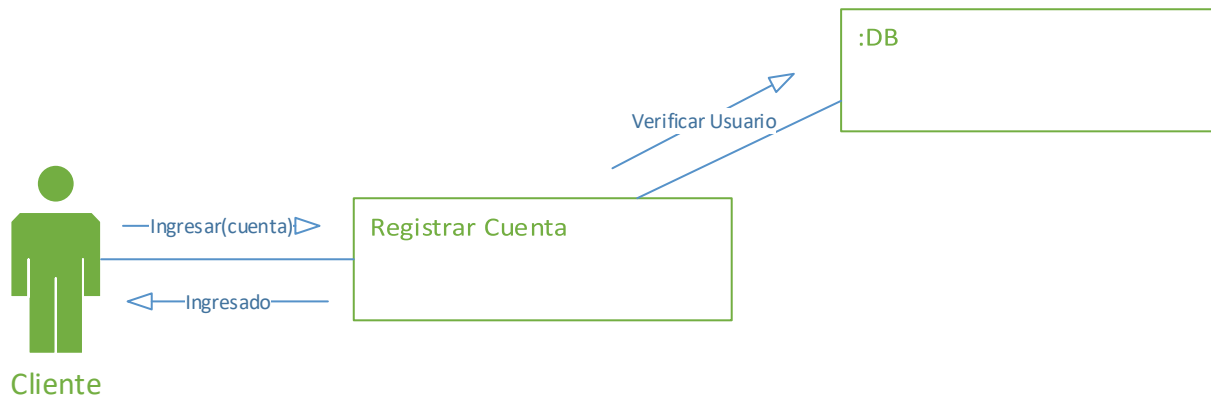 :DB
Verificar Usuario
Ingresar(cuenta)
Registrar Cuenta
Ingresado
Cliente